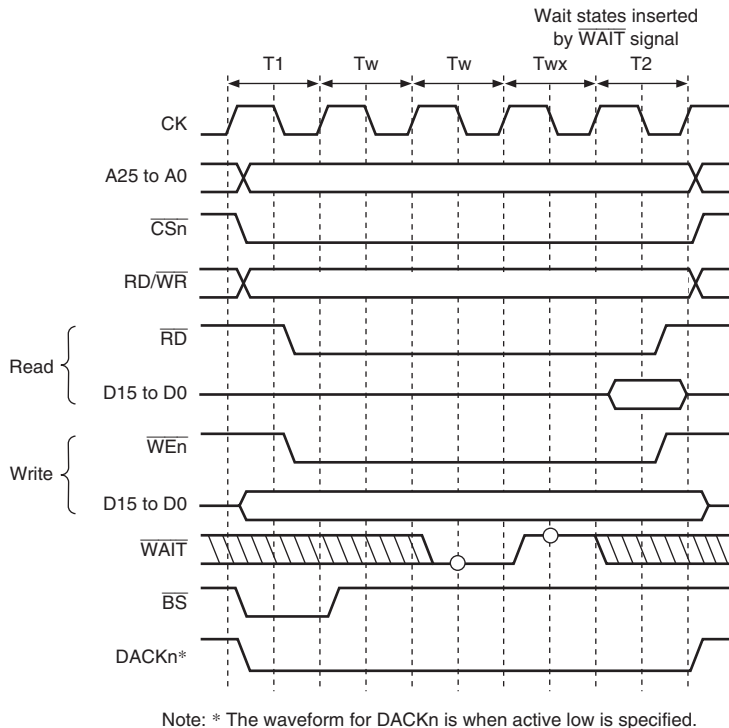 Wait states inserted
by WAIT signal
T1 Tw Tw Twx T2
CK
A25 to A0
CSn
RD/WR
RD
Read
D15 to D0
WEn
Write
D15 to D0
WAIT
BS
DACKn*
Note: * The waveform for DACKn is when active low is specified.